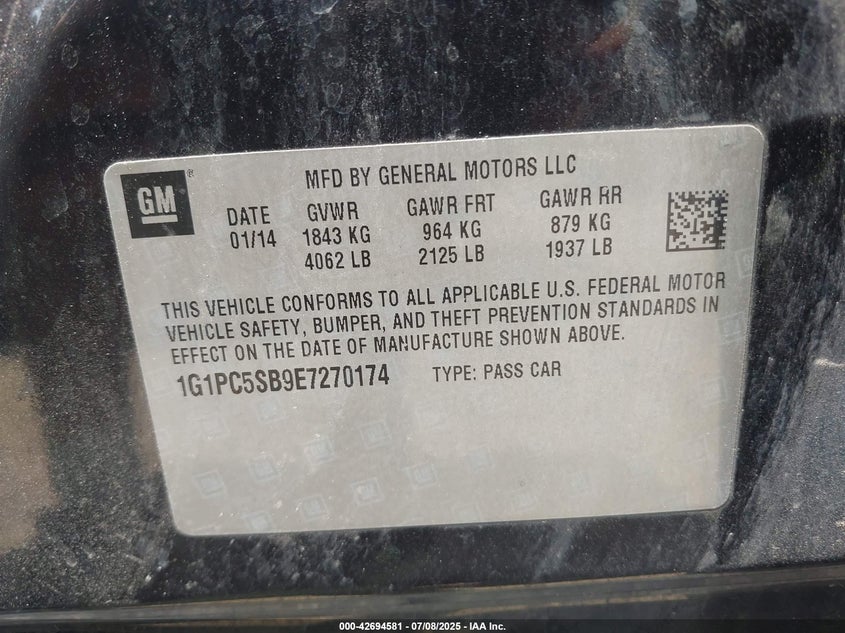 GM ®
MFD BY GENERAL MOTORS LLC
DATE GVWR GAWR FRT GAWR RR
01/14 1843 KG 964 KG 879 KG
4062 LB 2125 LB 1937 LB
THIS VEHICLE CONFORMS TO ALL APPLICABLE U.S. FEDERAL MOTOR
VEHICLE SAFETY, BUMPER, AND THEFT PREVENTION STANDARDS IN
EFFECT ON THE DATE OF MANUFACTURE SHOWN ABOVE.
1G1PC5SB9E7270174 TYPE: PASS CAR
000-42694581 - 07/08/2025 - IAA Inc.